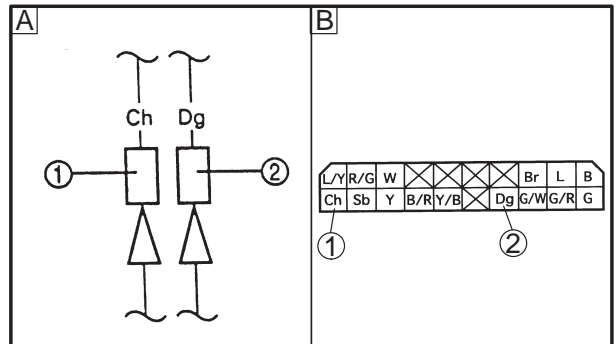 A
Ch Dg
① ②
B
L/Y R/G W Br L B
Ch Sb Y B/R Y/B Dg G/W G/R G
① ②